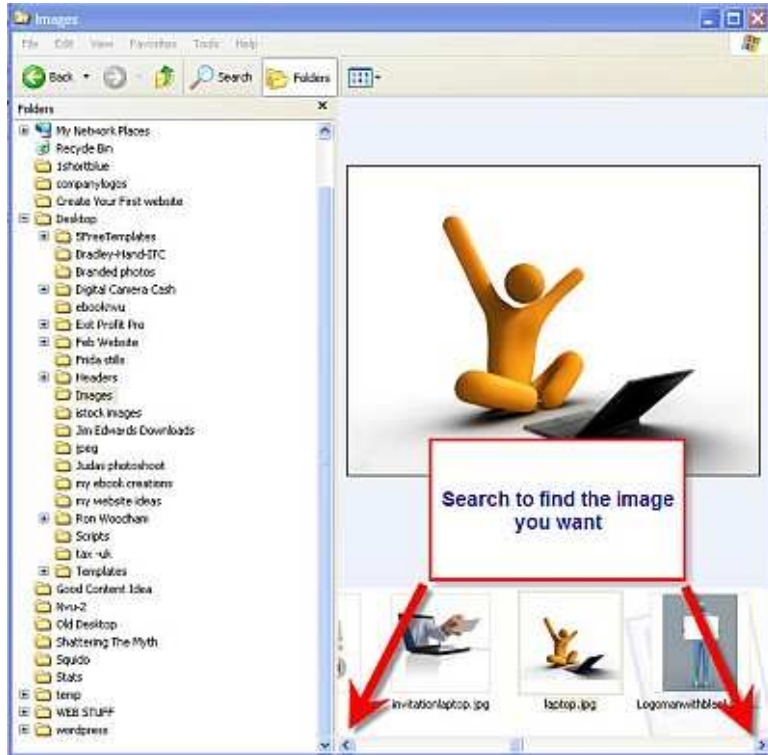 Images
File Edit View Favorites Tools Help
Back Search Folders
Folders
My Network Places
Recycle Bin
1shortblue
companylogos
Create Your First website
Desktop
5FreeTemplates
Bradley-Hand-ITC
Branded photos
Digital Camera Cash
ebooknvu
Exit Profit Pro
Feb Website
Frida stills
Headers
Images
istock images
Jim Edwards Downloads
jpeg
Judas photoshoot
my ebook creations
my website ideas
Ron Woodham
Scripts
tax -uk
Templates
Good Content Idea
Nvu-2
Old Desktop
Shattering The Myth
Squido
Stats
temp
WEB STUFF
wordpress
Search to find the image
you want
invitationlaptop.jpg laptop.jpg